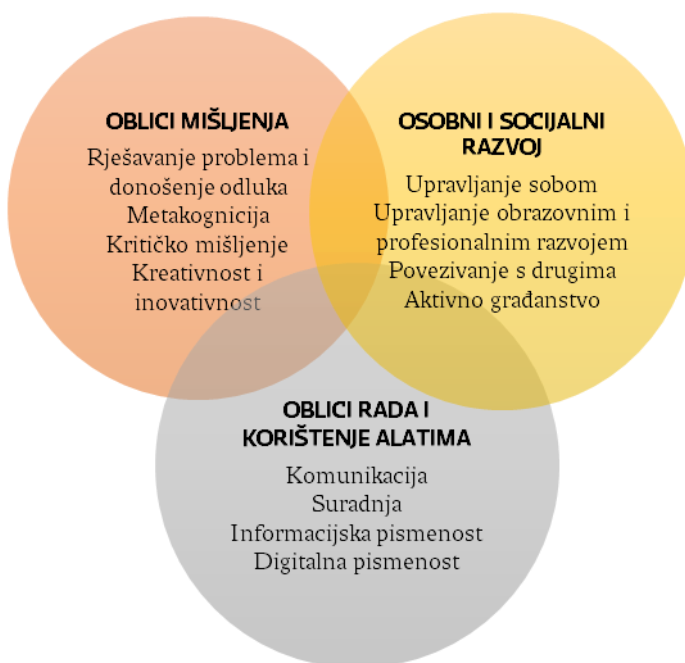 OBLICI MIŠLJENJA
Rješavanje problema i
donošenje odluka
Metakognicija
Kritičko mišljenje
Kreativnost i
inovativnost
OSOBNI I SOCIJALNI
RAZVOJ
Upravljanje sobom
Upravljanje obrazovnim i
profesionalnim razvojem
Povezivanje s drugima
Aktivno građanstvo
OBLICI RADA I
KORIŠTENJE ALATIMA
Komunikacija
Suradnja
Informacijska pismenost
Digitalna pismenost